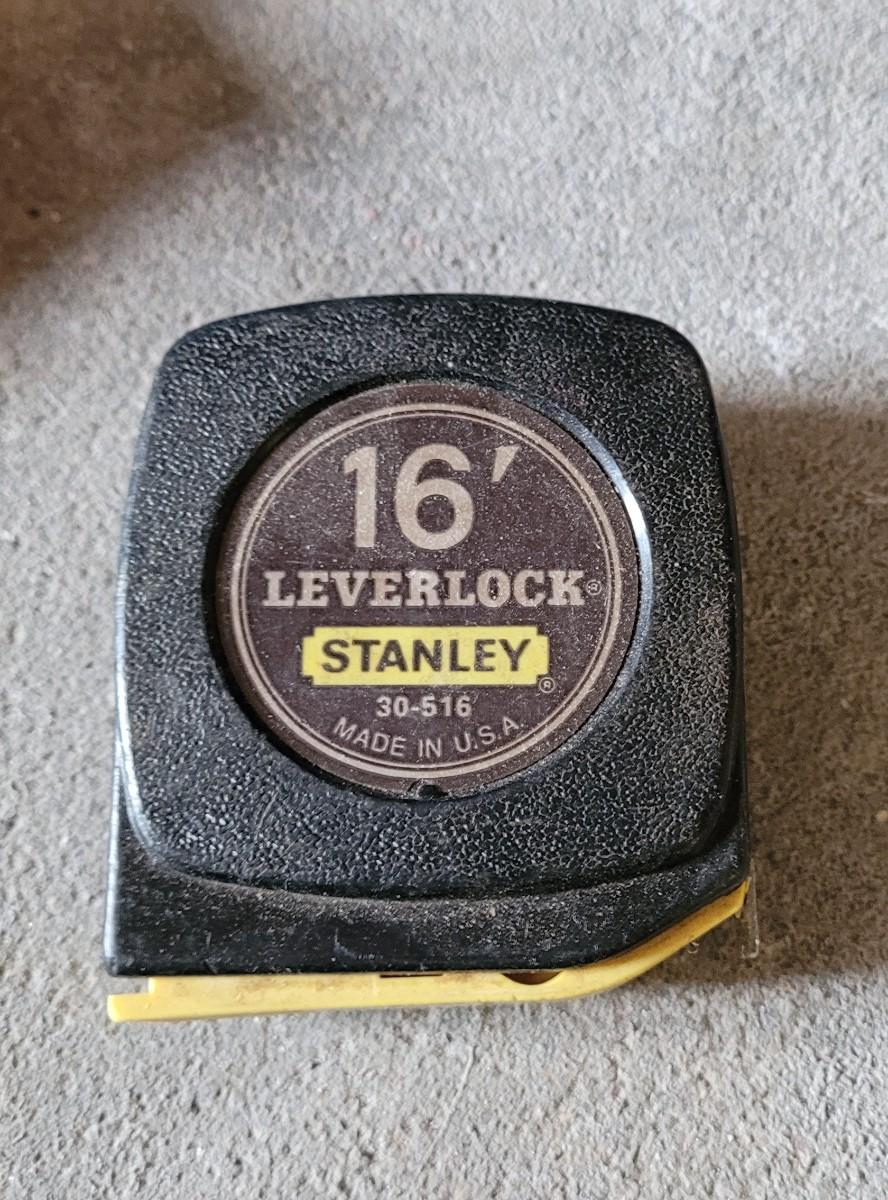 16'
LEVERLOCK®
STANLEY®
30-516
MADE IN U.S.A.